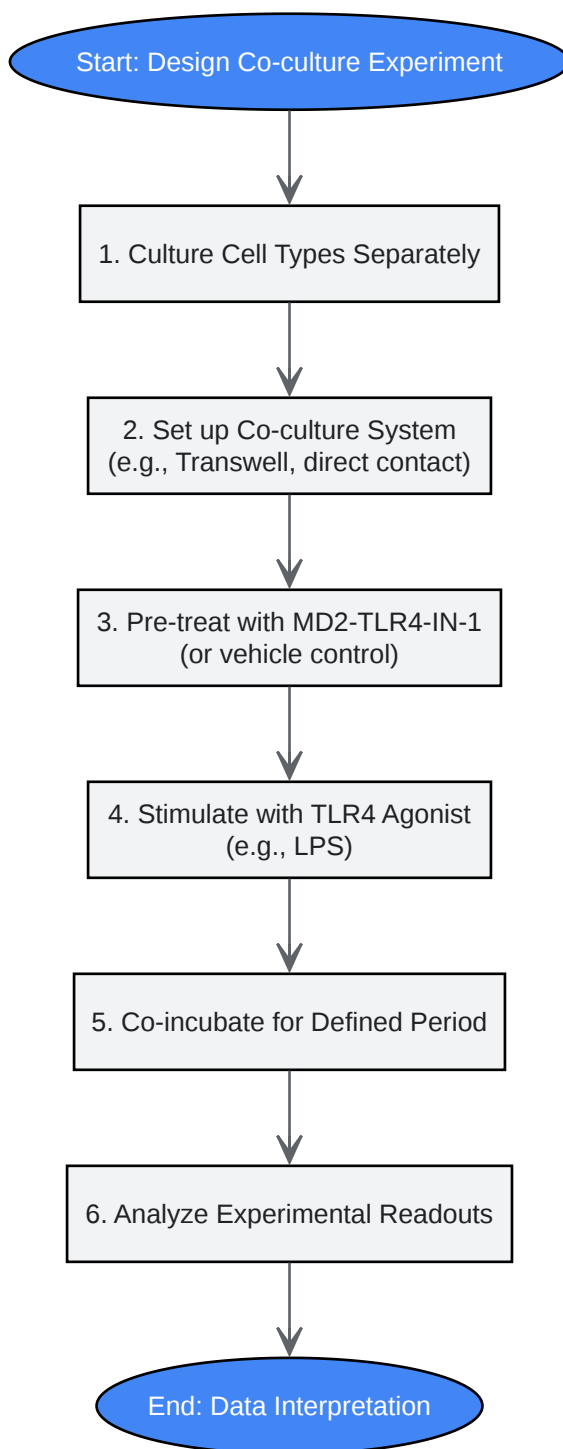 Start: Design Co-culture Experiment
1. Culture Cell Types Separately
2. Set up Co-culture System
(e.g., Transwell, direct contact)
3. Pre-treat with MD2-TLR4-IN-1
(or vehicle control)
4. Stimulate with TLR4 Agonist
(e.g., LPS)
5. Co-incubate for Defined Period
6. Analyze Experimental Readouts
End: Data Interpretation